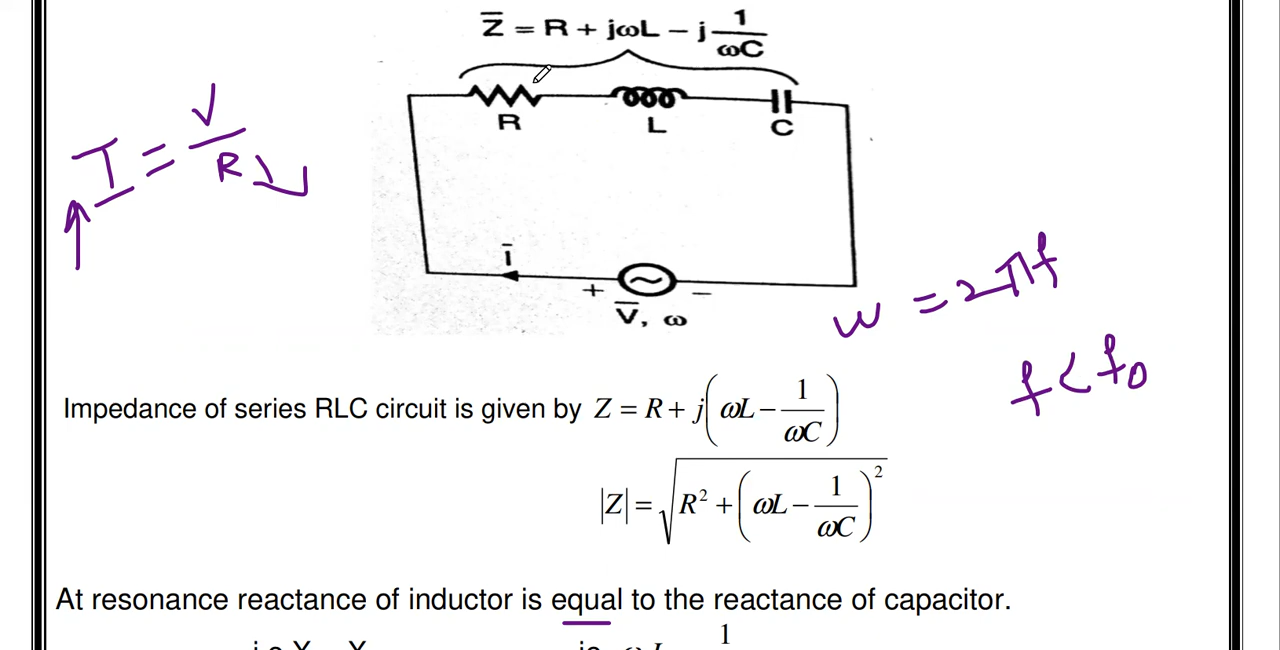 Z̅ = R + jωL − j 1/ωC
R L C
I = V/R
i̅
+ −
V̅, ω
w = 2πf
f < f0
Impedance of series RLC circuit is given by Z = R + j(ωL − 1/ωC)
|Z| = √(R² + (ωL − 1/ωC)²)
At resonance reactance of inductor is equal to the reactance of capacitor.
1